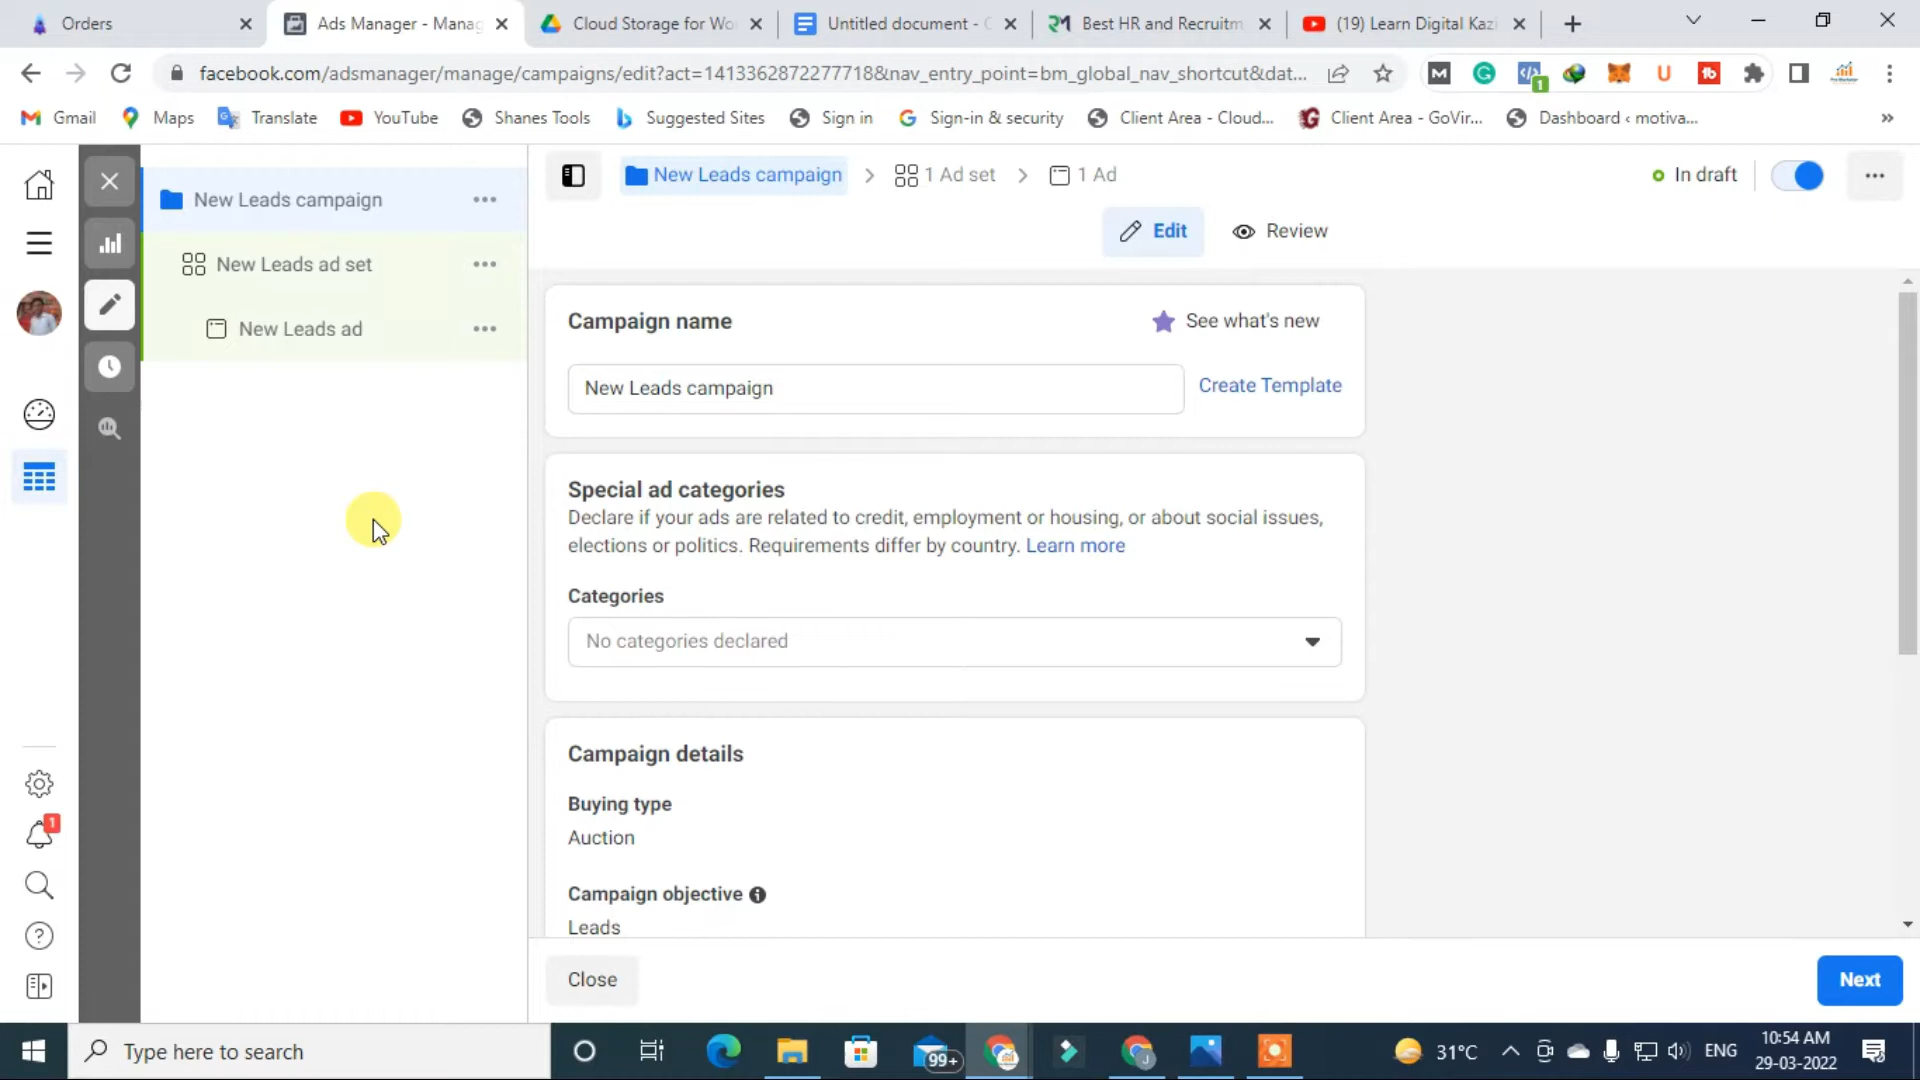 Orders
Ads Manager - Manag
Cloud Storage for Wo
Untitled document - G
Best HR and Recruitm
(19) Learn Digital Kazi
facebook.com/adsmanager/manage/campaigns/edit?act=1413362872277718&nav_entry_point=bm_global_nav_shortcut&dat...
1
Gmail
Maps
Translate
YouTube
Shanes Tools
Suggested Sites
Sign in
Sign-in & security
Client Area - Cloud...
Client Area - GoVir...
Dashboard ‹ motiva...
»
New Leads campaign
New Leads ad set
New Leads ad
New Leads campaign
1 Ad set
1 Ad
In draft
Edit
Review
Campaign name
See what's new
New Leads campaign
Create Template
Special ad categories
Declare if your ads are related to credit, employment or housing, or about social issues,
elections or politics. Requirements differ by country. Learn more
Categories
No categories declared
Campaign details
Buying type
Auction
Campaign objective
Leads
1
Close
Next
Type here to search
99+
31°C
ENG
10:54 AM
29-03-2022